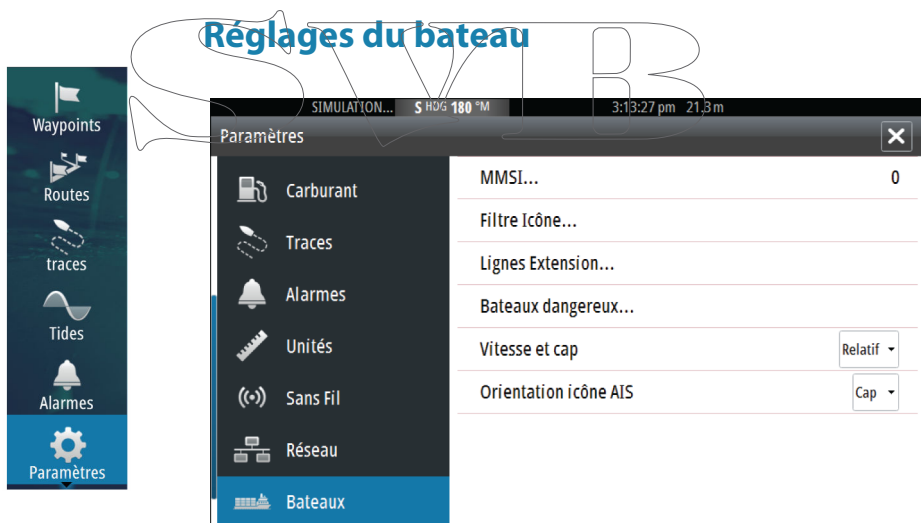 Réglages du bateau
SVB
Waypoints
Routes
traces
Tides
Alarmes
Paramètres
SIMULATION... S HDG 180 °M 3:13:27 pm 21.3 m
Paramètres
Carburant
Traces
Alarmes
Unités
Sans Fil
Réseau
Bateaux
MMSI... 0
Filtre Icône...
Lignes Extension...
Bateaux dangereux...
Vitesse et cap Relatif
Orientation icône AIS Cap